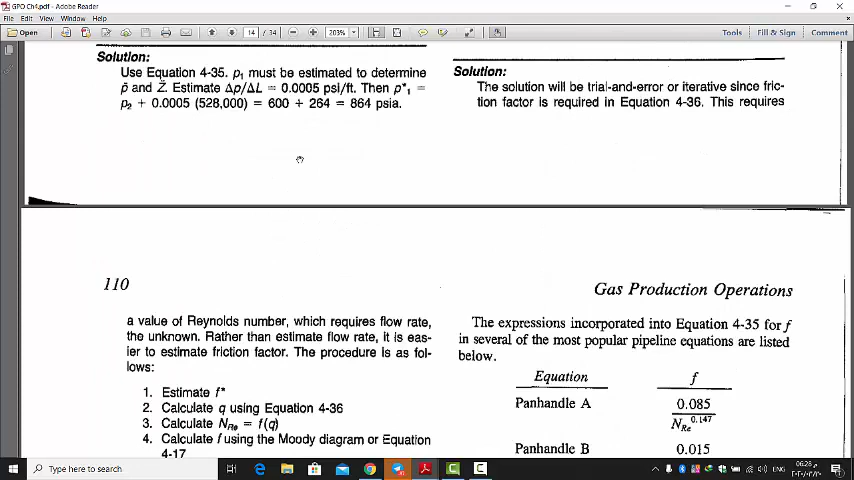 GPO Ch4.pdf - Adobe Reader
File Edit View Window Help
Open
14 / 34
203%
Tools
Fill & Sign
Comment
Solution:
Use Equation 4-35. p1 must be estimated to determine
p̄ and Z̄. Estimate Δp/ΔL = 0.0005 psi/ft. Then p*1 =
p2 + 0.0005 (528,000) = 600 + 264 = 864 psia.
Solution:
The solution will be trial-and-error or iterative since fric-
tion factor is required in Equation 4-36. This requires
110
Gas Production Operations
a value of Reynolds number, which requires flow rate,
the unknown. Rather than estimate flow rate, it is eas-
ier to estimate friction factor. The procedure is as fol-
lows:
1. Estimate f*
2. Calculate q using Equation 4-36
3. Calculate NRe = f(q)
4. Calculate f using the Moody diagram or Equation
4-17
The expressions incorporated into Equation 4-35 for f
in several of the most popular pipeline equations are listed
below.
Equation f
Panhandle A 0.085
NRe 0.147
Panhandle B 0.015
Type here to search
06:28